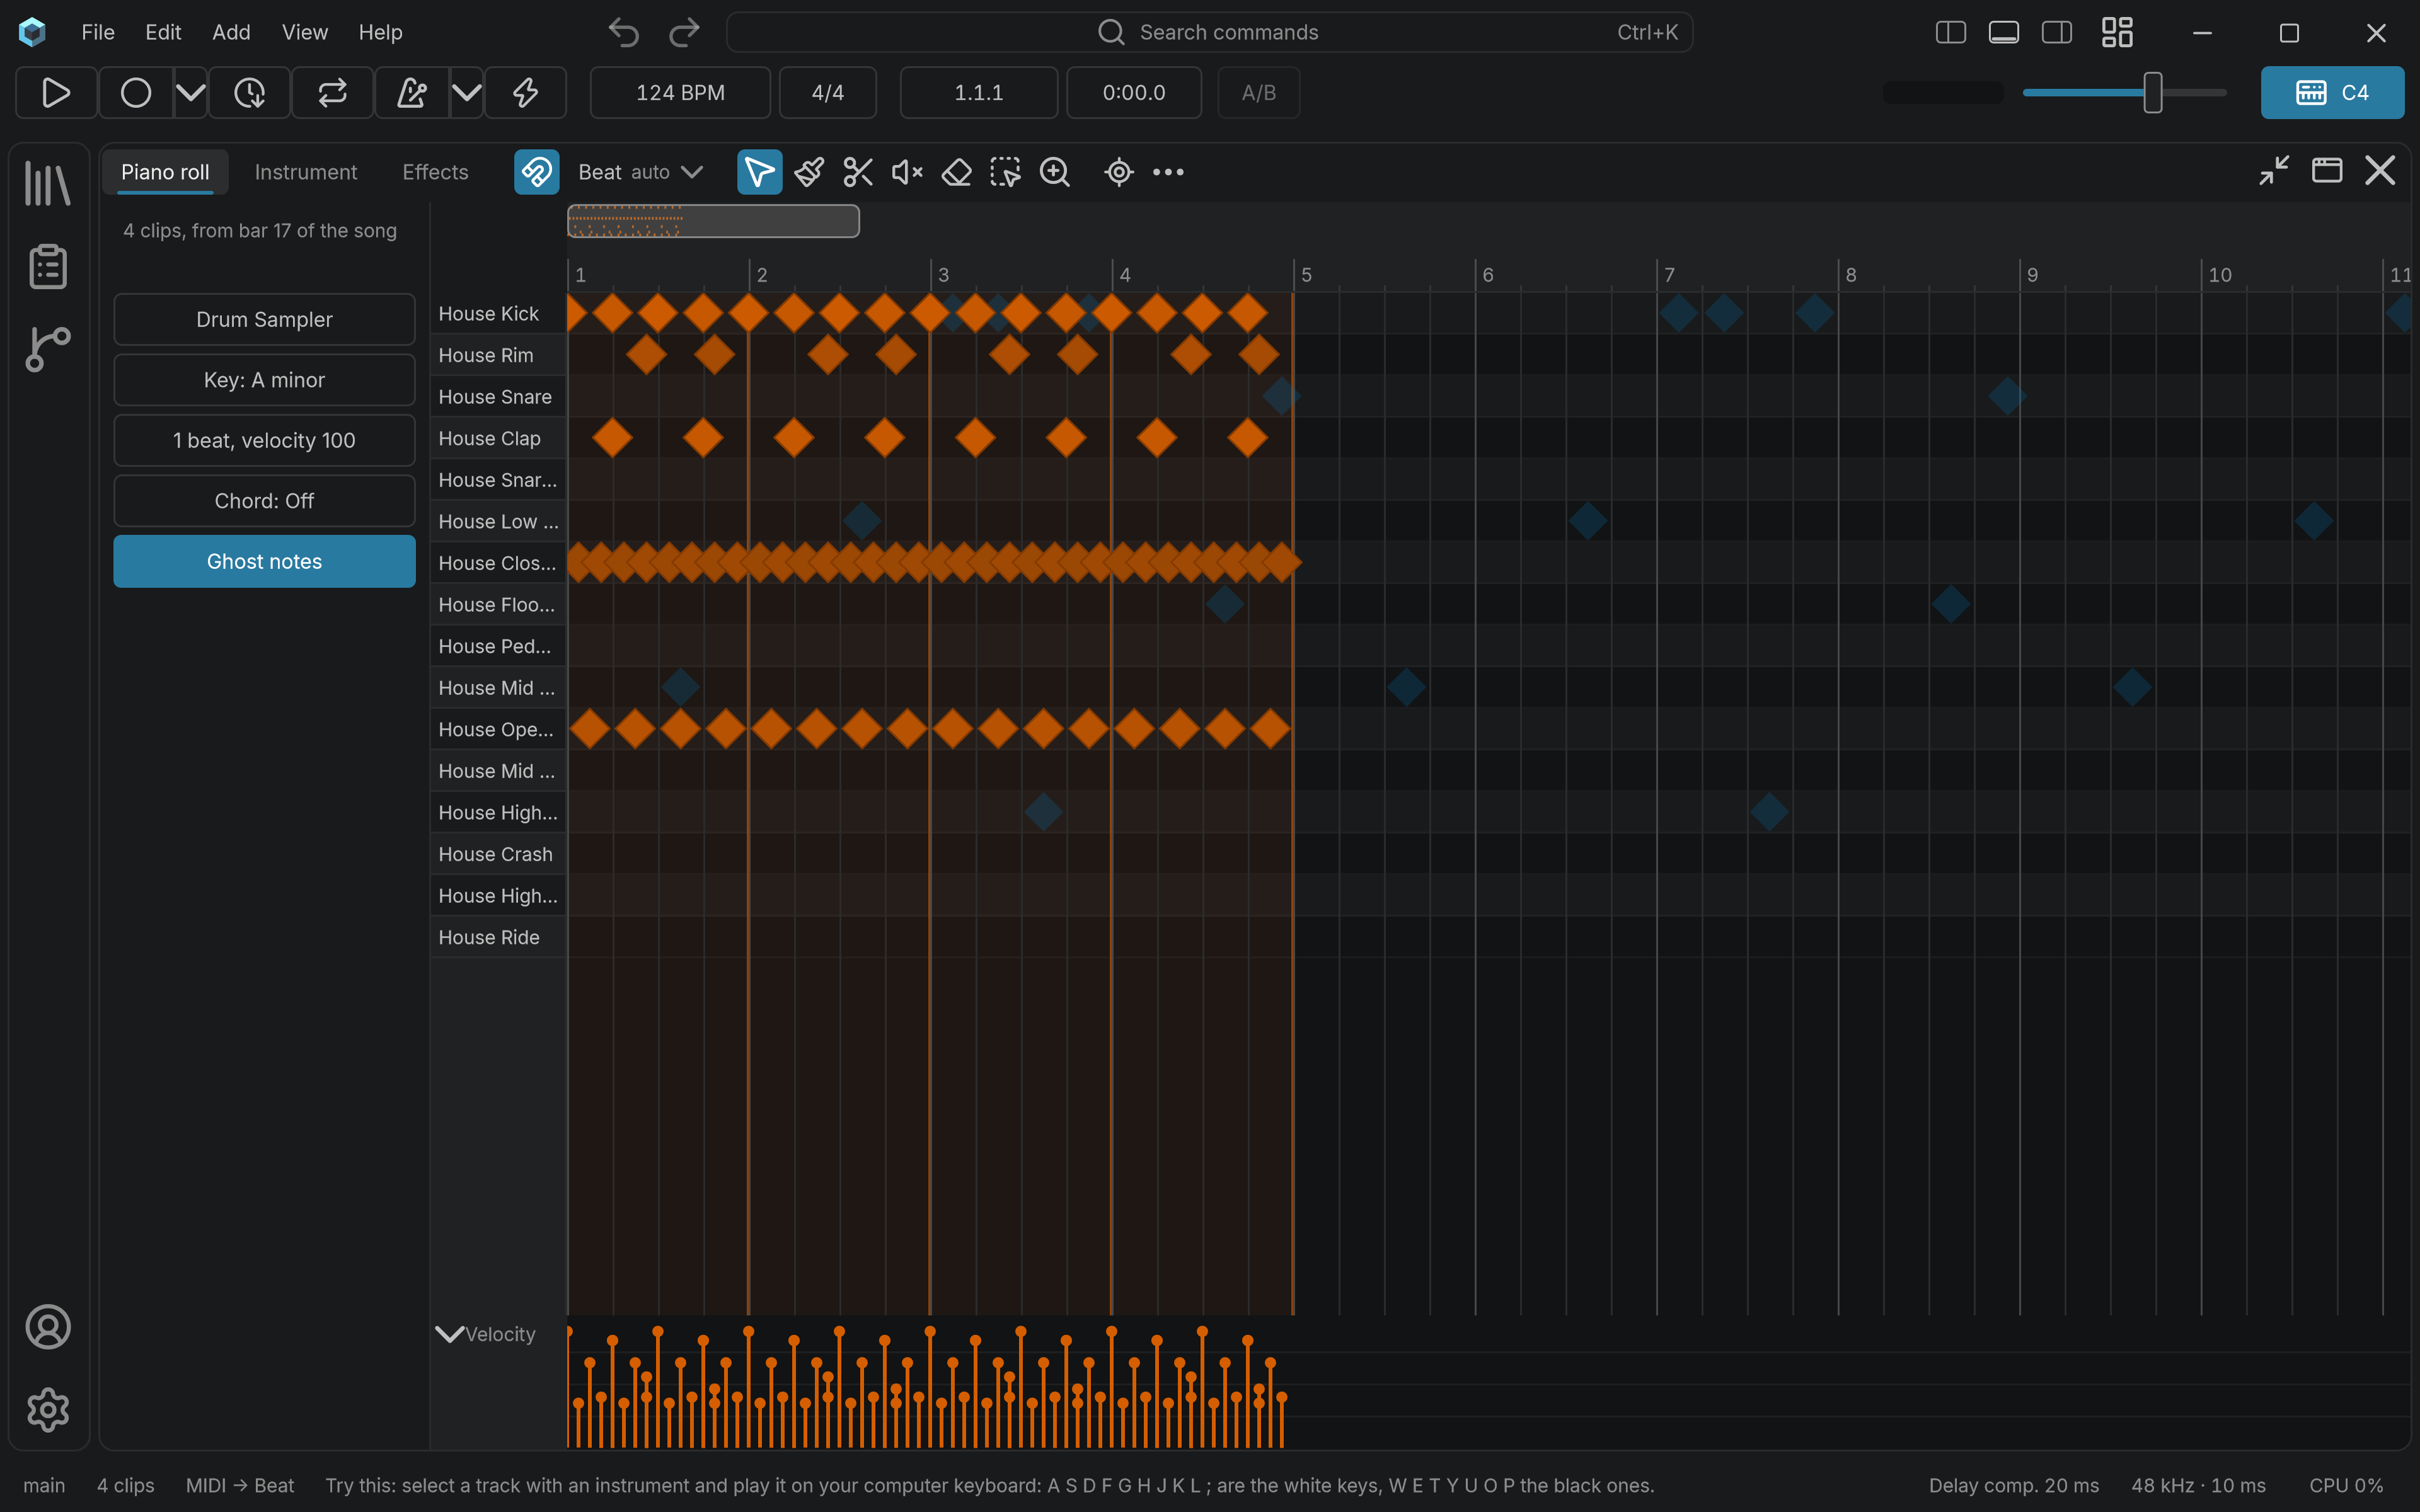 File Edit Add View Help Search commands Ctrl+K
124 BPM 4/4 1.1.1 0:00.0 A/B C4
Piano roll Instrument Effects Beat auto
4 clips, from bar 17 of the song
1 2 3 4 5 6 7 8 9 10 11
Drum Sampler
Key: A minor
1 beat, velocity 100
Chord: Off
Ghost notes
House Kick
House Rim
House Snare
House Clap
House Snar...
House Low ...
House Clos...
House Floo...
House Ped...
House Mid ...
House Ope...
House Mid ...
House High...
House Crash
House High...
House Ride
Velocity
main 4 clips MIDI → Beat Try this: select a track with an instrument and play it on your computer keyboard: A S D F G H J K L ; are the white keys, W E T Y U O P the black ones. Delay comp. 20 ms 48 kHz · 10 ms CPU 0%